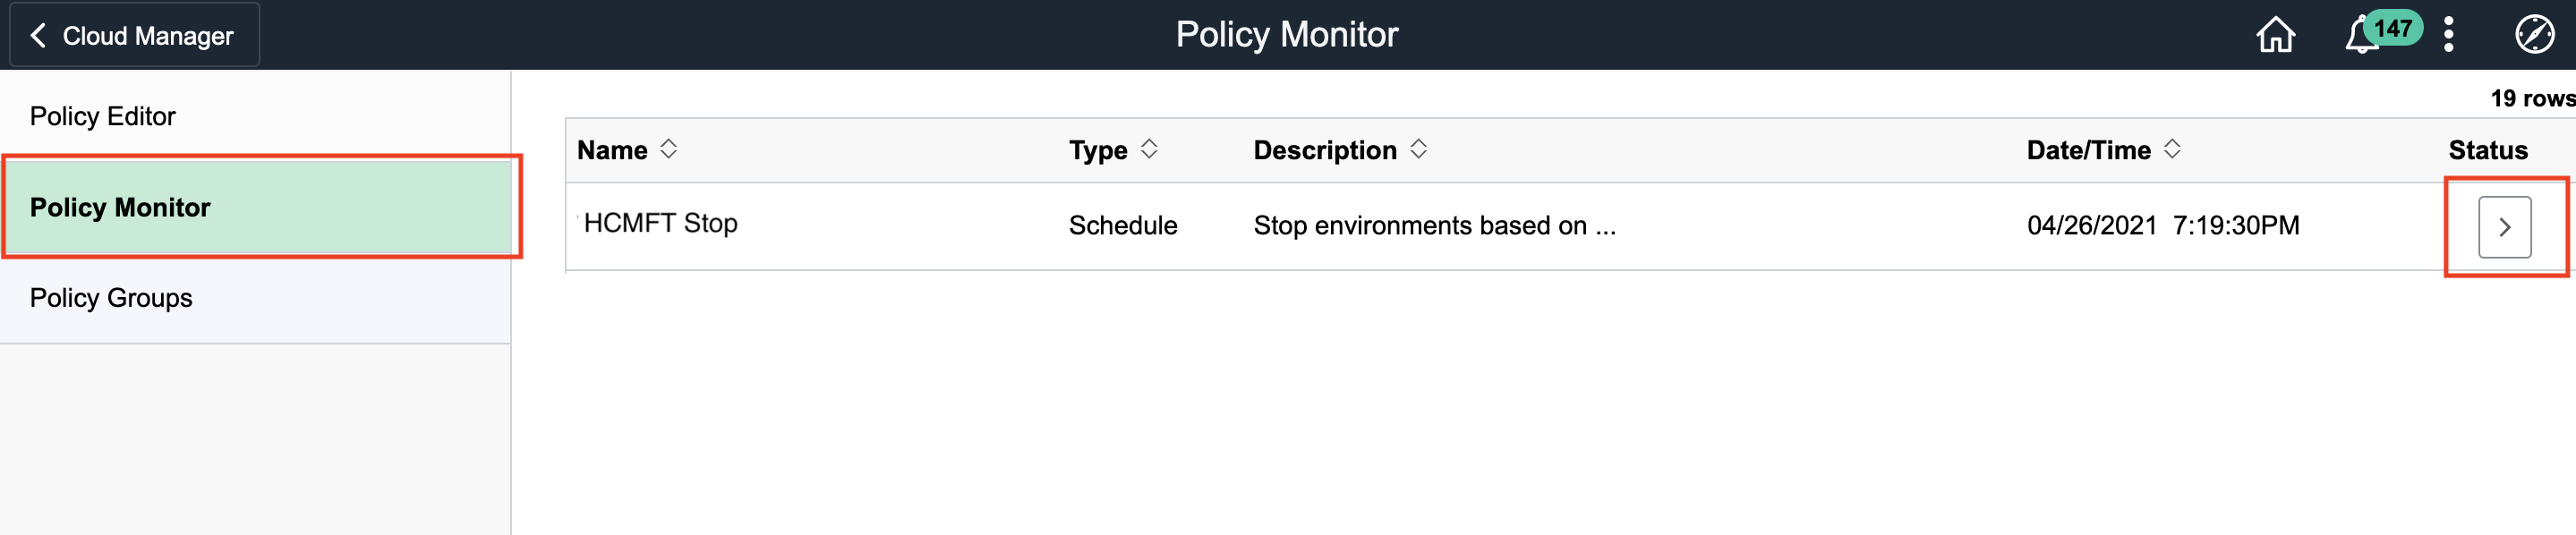 Cloud Manager
Policy Monitor
147
Policy Editor
Policy Monitor
Policy Groups
19 rows
Name Type Description Date/Time Status
HCMFT Stop Schedule Stop environments based on ... 04/26/2021 7:19:30PM